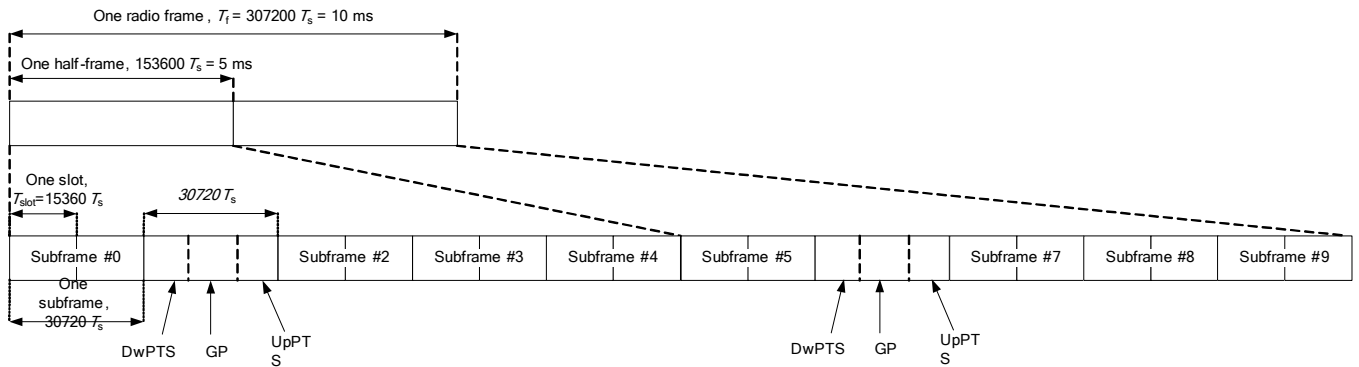 One radio frame , Tf = 307200 Ts = 10 ms
One half-frame, 153600 Ts = 5 ms
One slot,
Tslot=15360 Ts
30720 Ts
Subframe #0
Subframe #2
Subframe #3
Subframe #4
Subframe #5
Subframe #7
Subframe #8
Subframe #9
One
subframe ,
30720 Ts
DwPTS
GP
UpPT
S
DwPTS
GP
UpPT
S